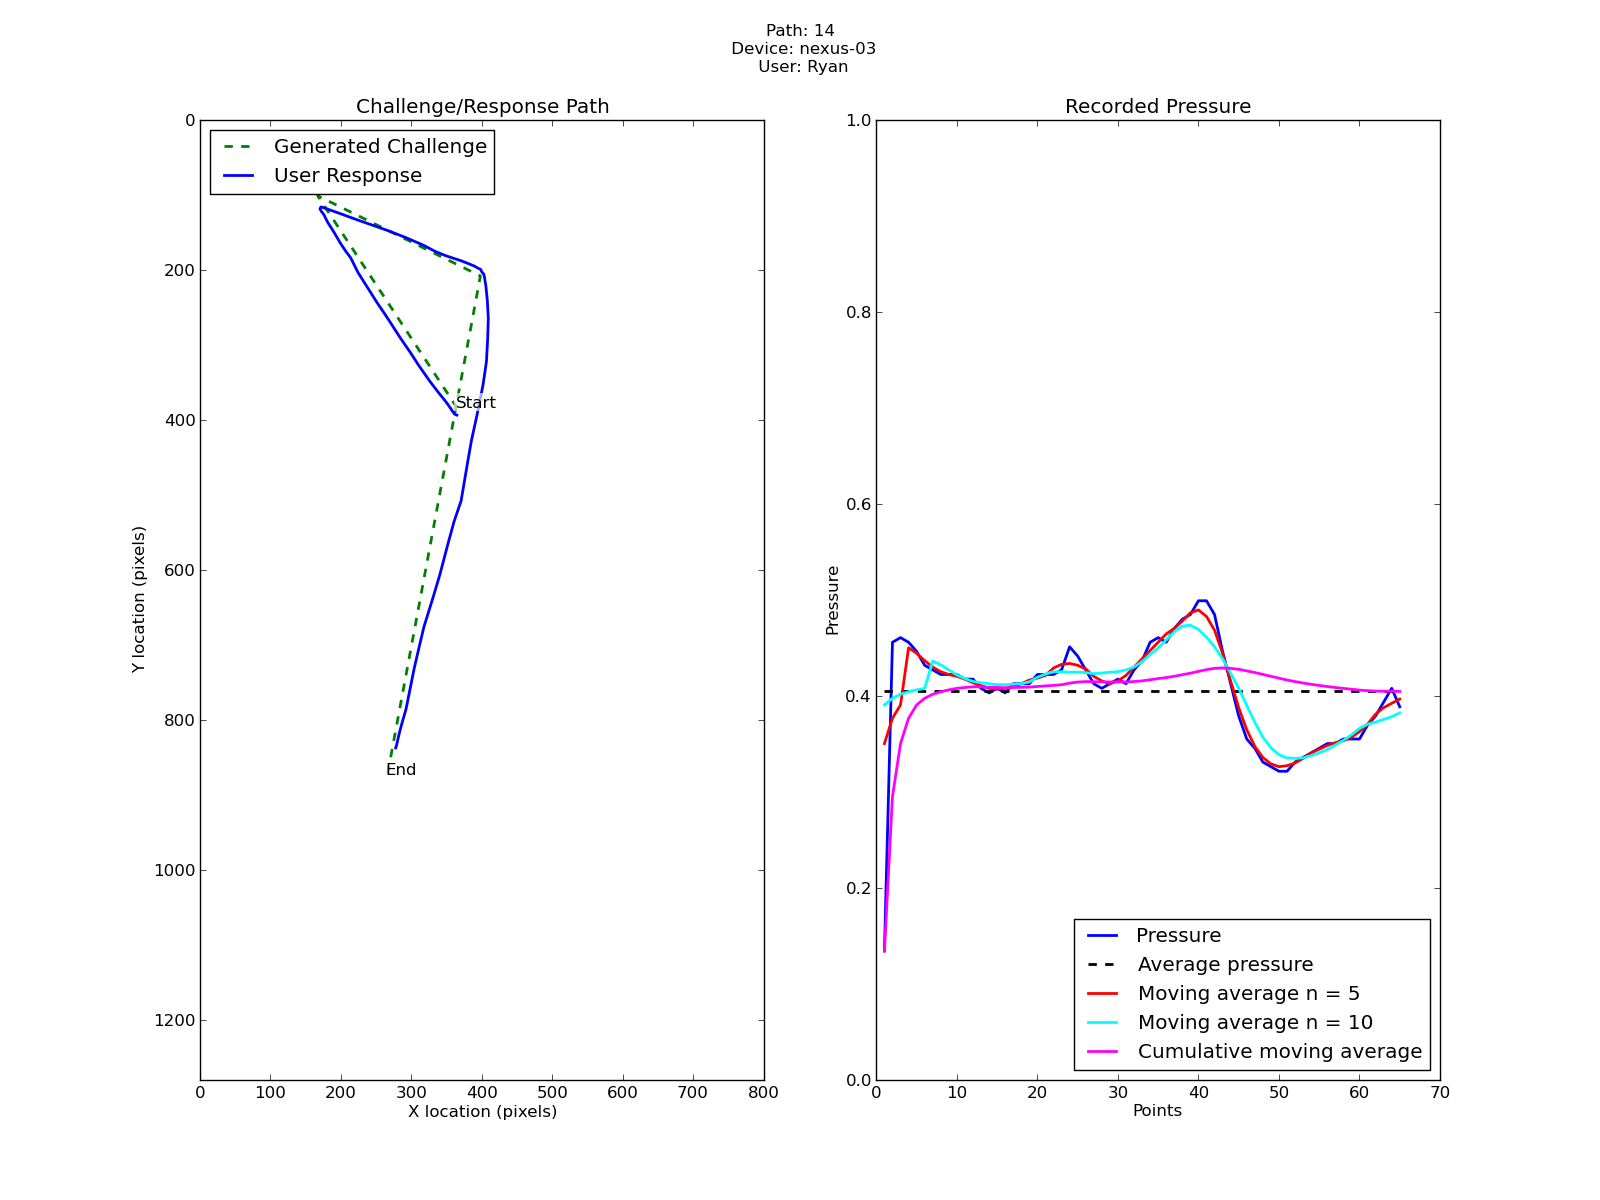 Path: 14
Device: nexus-03
User: Ryan
Challenge/Response Path
Generated Challenge
User Response
0
200
400
600
800
1000
1200
Y location (pixels)
Start
End
0 100 200 300 400 500 600 700 800
X location (pixels)
Recorded Pressure
1.0
0.8
0.6
0.4
0.2
0.0
Pressure
Pressure
Average pressure
Moving average n = 5
Moving average n = 10
Cumulative moving average
0 10 20 30 40 50 60 70
Points